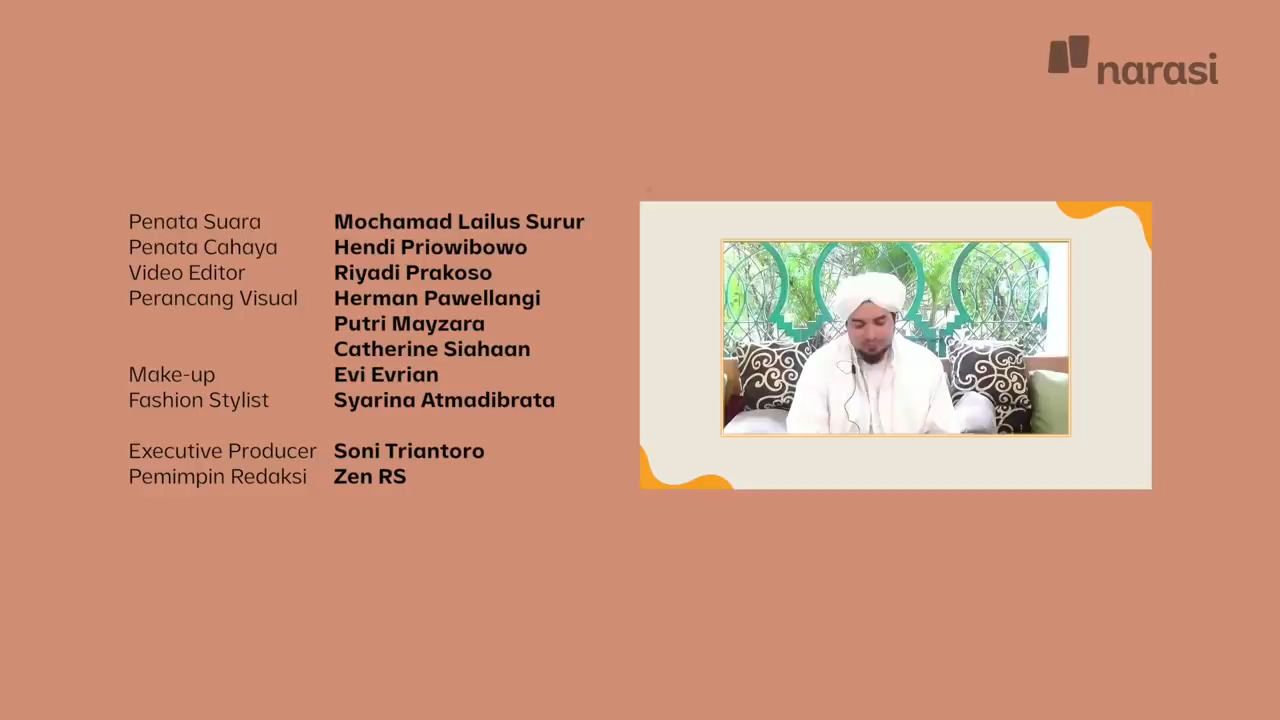 narasi
Penata Suara Mochamad Lailus Surur
Penata Cahaya Hendi Priowibowo
Video Editor Riyadi Prakoso
Perancang Visual Herman Pawellangi
Putri Mayzara
Catherine Siahaan
Make-up Evi Evrian
Fashion Stylist Syarina Atmadibrata
Executive Producer Soni Triantoro
Pemimpin Redaksi Zen RS